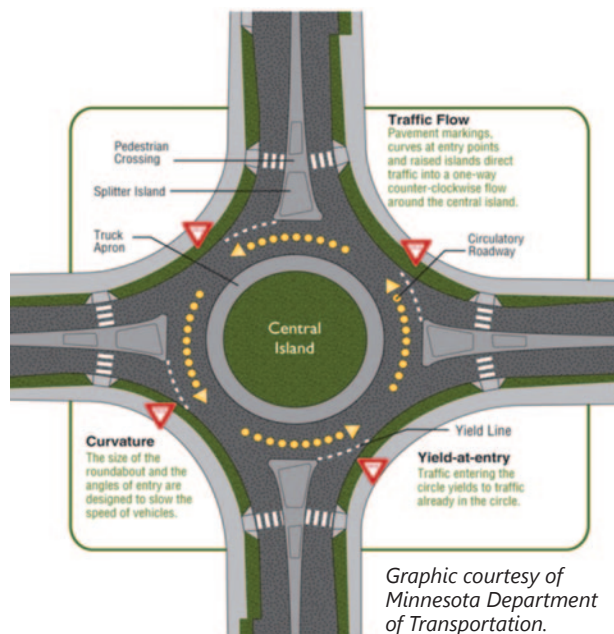 Traffic Flow
Pavement markings,
curves at entry points
and raised islands direct
traffic into a one-way
counter-clockwise flow
around the central island.
Pedestrian
Crossing
Splitter Island
Truck
Apron
Circulatory
Roadway
Central
Island
Yield Line
Curvature
The size of the
roundabout and the
angles of entry are
designed to slow the
speed of vehicles.
Yield-at-entry
Traffic entering the
circle yields to traffic
already in the circle.
Graphic courtesy of
Minnesota Department
of Transportation.